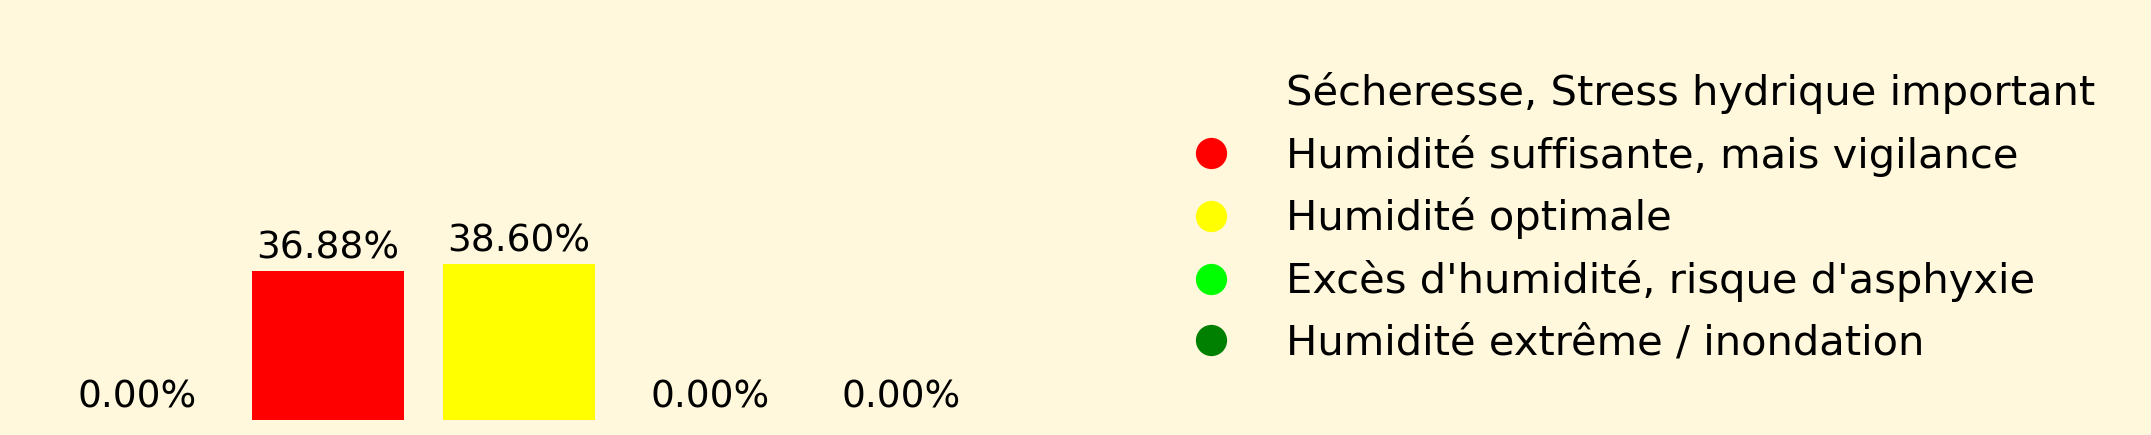 36.88%
38.60%
0.00%
0.00%
0.00%
Sécheresse, Stress hydrique important
Humidité suffisante, mais vigilance
Humidité optimale
Excès d'humidité, risque d'asphyxie
Humidité extrême / inondation